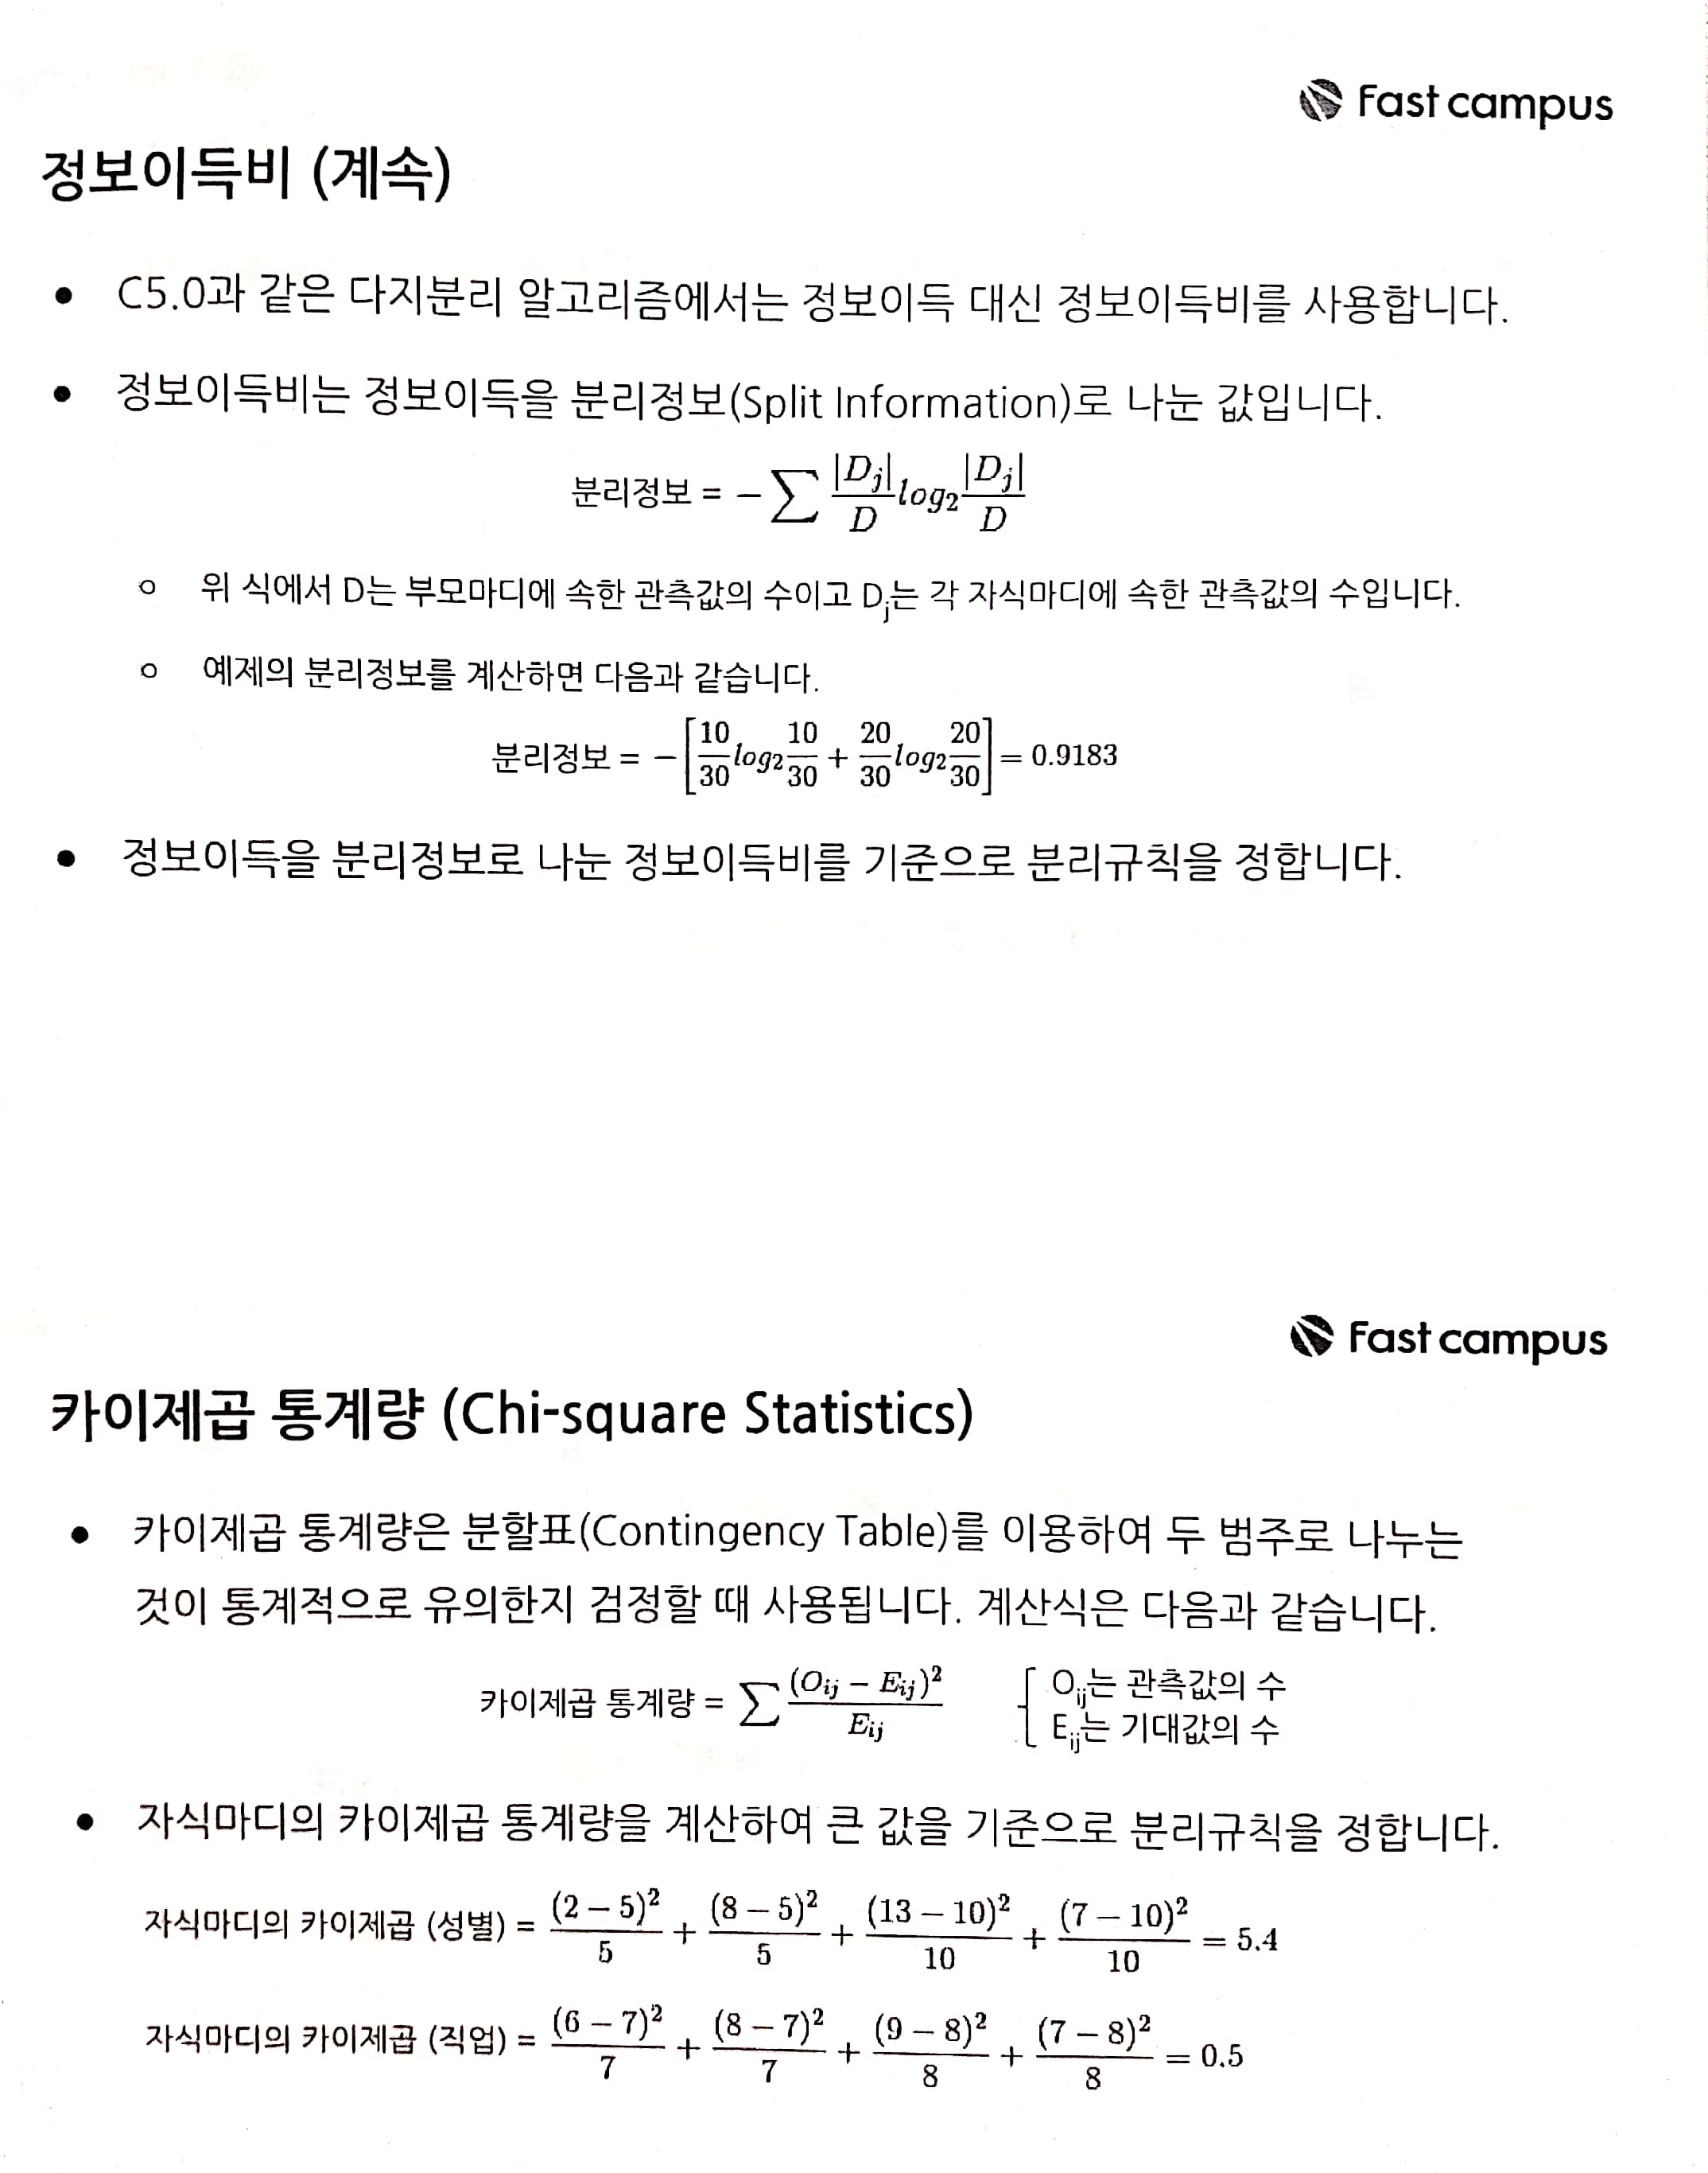 Fast campus
정보이득비 (계속)
● C5.0과 같은 다지분리 알고리즘에서는 정보이득 대신 정보이득비를 사용합니다.
● 정보이득비는 정보이득을 분리정보(Split Information)로 나눈 값입니다.
분리정보 = $-\sum \frac{|D_j|}{D} log_2 \frac{|D_j|}{D}$
○ 위 식에서 D는 부모마디에 속한 관측값의 수이고 D_j는 각 자식마디에 속한 관측값의 수입니다.
○ 예제의 분리정보를 계산하면 다음과 같습니다.
분리정보 = $-\left[\frac{10}{30} log_2 \frac{10}{30} + \frac{20}{30} log_2 \frac{20}{30}\right] = 0.9183$
● 정보이득을 분리정보로 나눈 정보이득비를 기준으로 분리규칙을 정합니다.
Fast campus
카이제곱 통계량 (Chi-square Statistics)
● 카이제곱 통계량은 분할표(Contingency Table)를 이용하여 두 범주로 나누는
것이 통계적으로 유의한지 검정할 때 사용됩니다. 계산식은 다음과 같습니다.
카이제곱 통계량 = $\sum \frac{(O_{ij} - E_{ij})^2}{E_{ij}}$
O_ij는 관측값의 수
E_ij는 기대값의 수
● 자식마디의 카이제곱 통계량을 계산하여 큰 값을 기준으로 분리규칙을 정합니다.
자식마디의 카이제곱 (성별) = $\frac{(2-5)^2}{5} + \frac{(8-5)^2}{5} + \frac{(13-10)^2}{10} + \frac{(7-10)^2}{10} = 5.4$
자식마디의 카이제곱 (직업) = $\frac{(6-7)^2}{7} + \frac{(8-7)^2}{7} + \frac{(9-8)^2}{8} + \frac{(7-8)^2}{8} = 0.5$